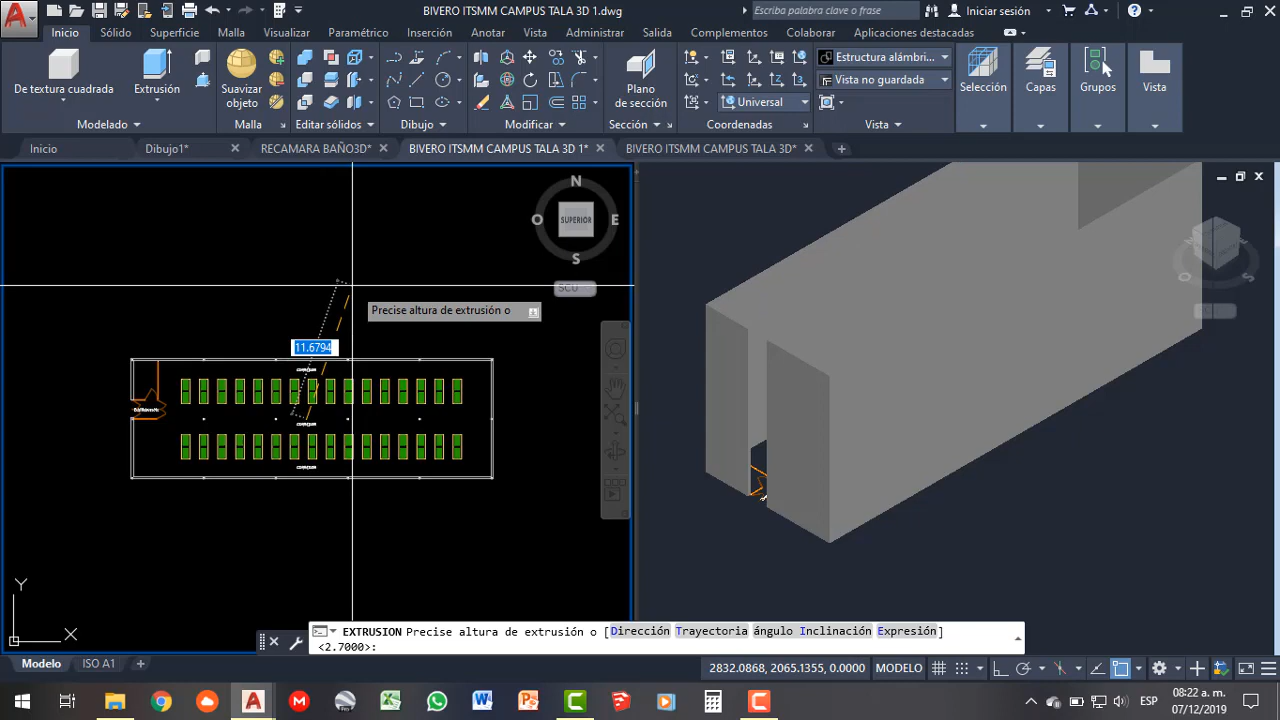 BIVERO ITSMM CAMPUS TALA 3D 1.dwg
Escriba palabra clave o frase
Iniciar sesión
Inicio Sólido Superficie Malla Visualizar Paramétrico Inserción Anotar Vista Administrar Salida Complementos Colaborar Aplicaciones destacadas
De textura cuadrada
Extrusión
Suavizar objeto
Plano de sección
Universal
Estructura alámbri...
Vista no guardada
Selección
Capas
Grupos
Vista
Modelado
Malla
Editar sólidos
Dibujo
Modificar
Sección
Coordenadas
Vista
Inicio
Dibujo1*
RECAMARA BAÑO3D*
BIVERO ITSMM CAMPUS TALA 3D 1*
BIVERO ITSMM CAMPUS TALA 3D*
N
O
SUPERIOR
E
S
SCU
Precise altura de extrusión o
11.6794
Y
X
O
S
EXTRUSION Precise altura de extrusión o [Dirección Trayectoria ángulo Inclinación Expresión]
<2.7000>:
Modelo
ISO A1
2832.0868, 2065.1355, 0.0000
MODELO
ESP
08:22 a. m.
07/12/2019